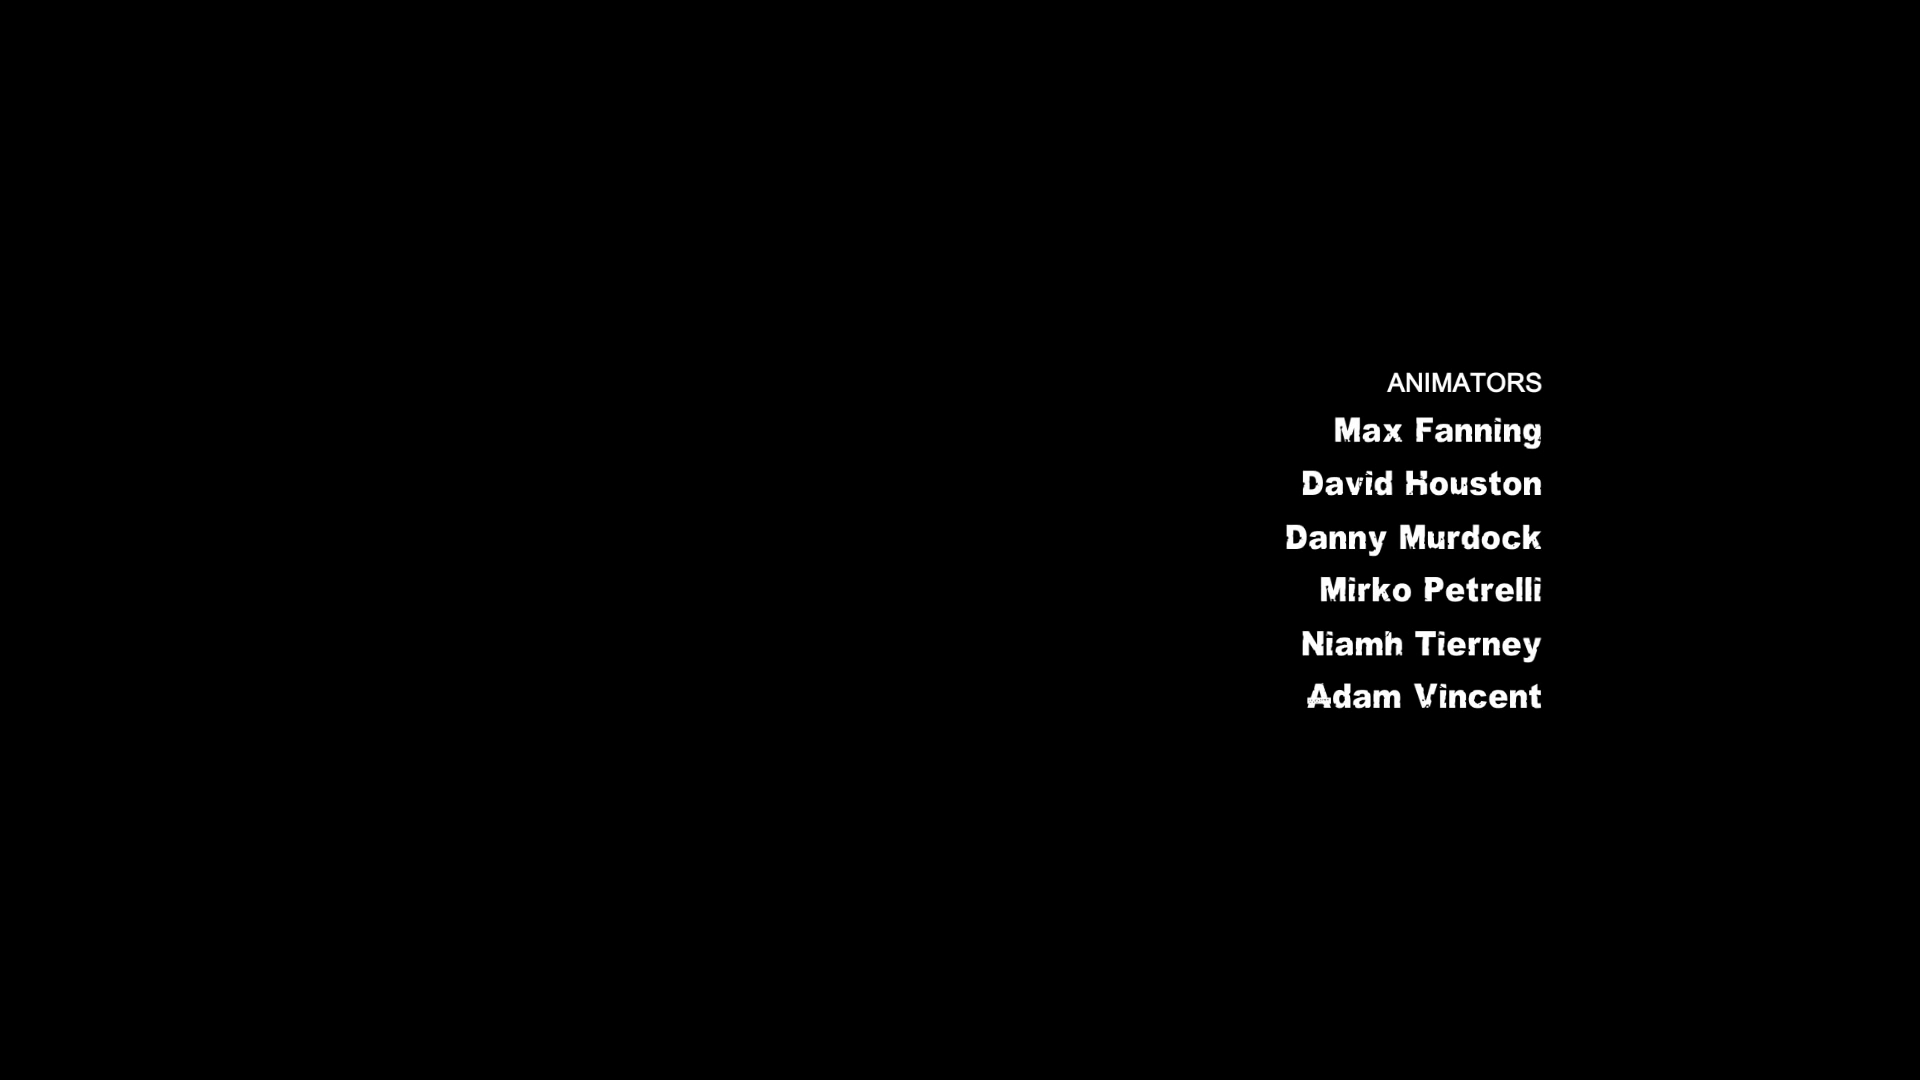 ANIMATORS
Max Fanning
David Houston
Danny Murdock
Mirko Petrelli
Niamh Tierney
Adam Vincent